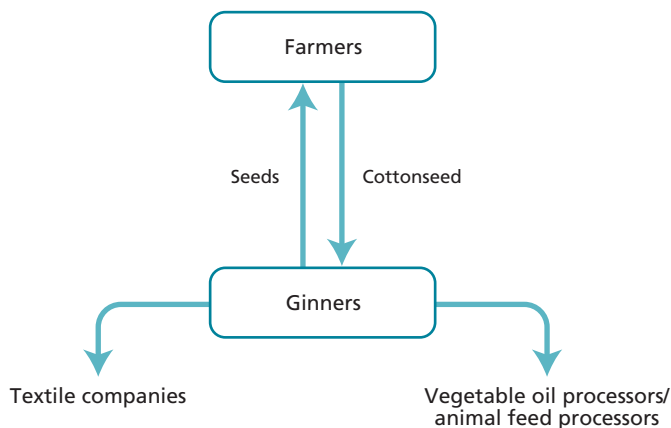 Farmers
Seeds
Cottonseed
Ginners
Textile companies
Vegetable oil processors/
animal feed processors